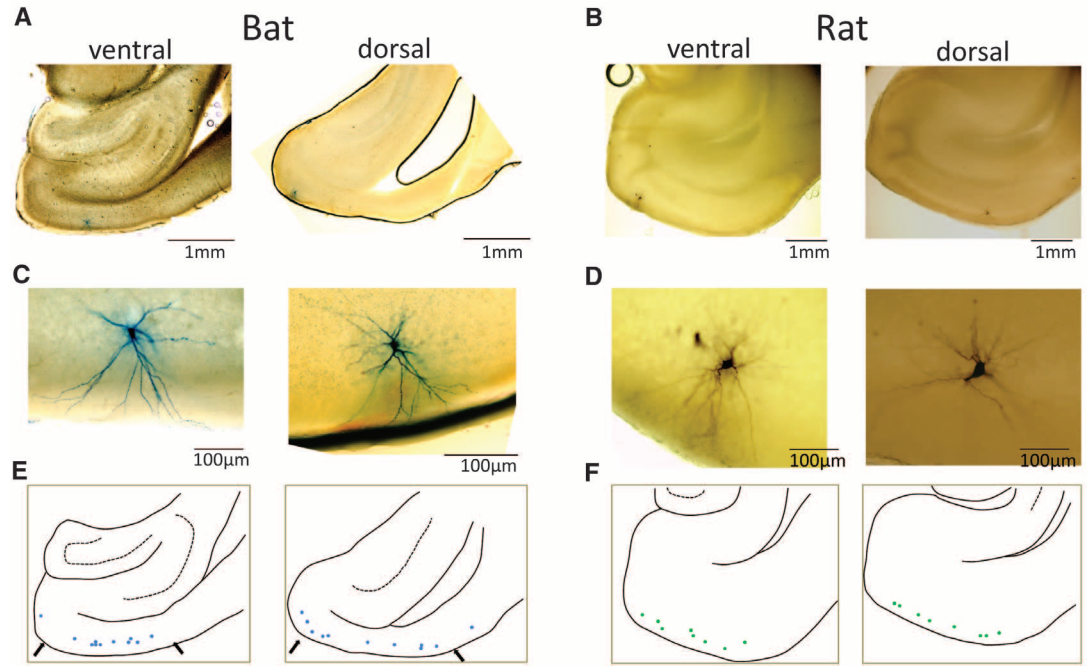 A
Bat
B
Rat
ventral
dorsal
ventral
dorsal
1mm
1mm
1mm
1mm
C
D
100µm
100µm
100µm
100µm
E
F